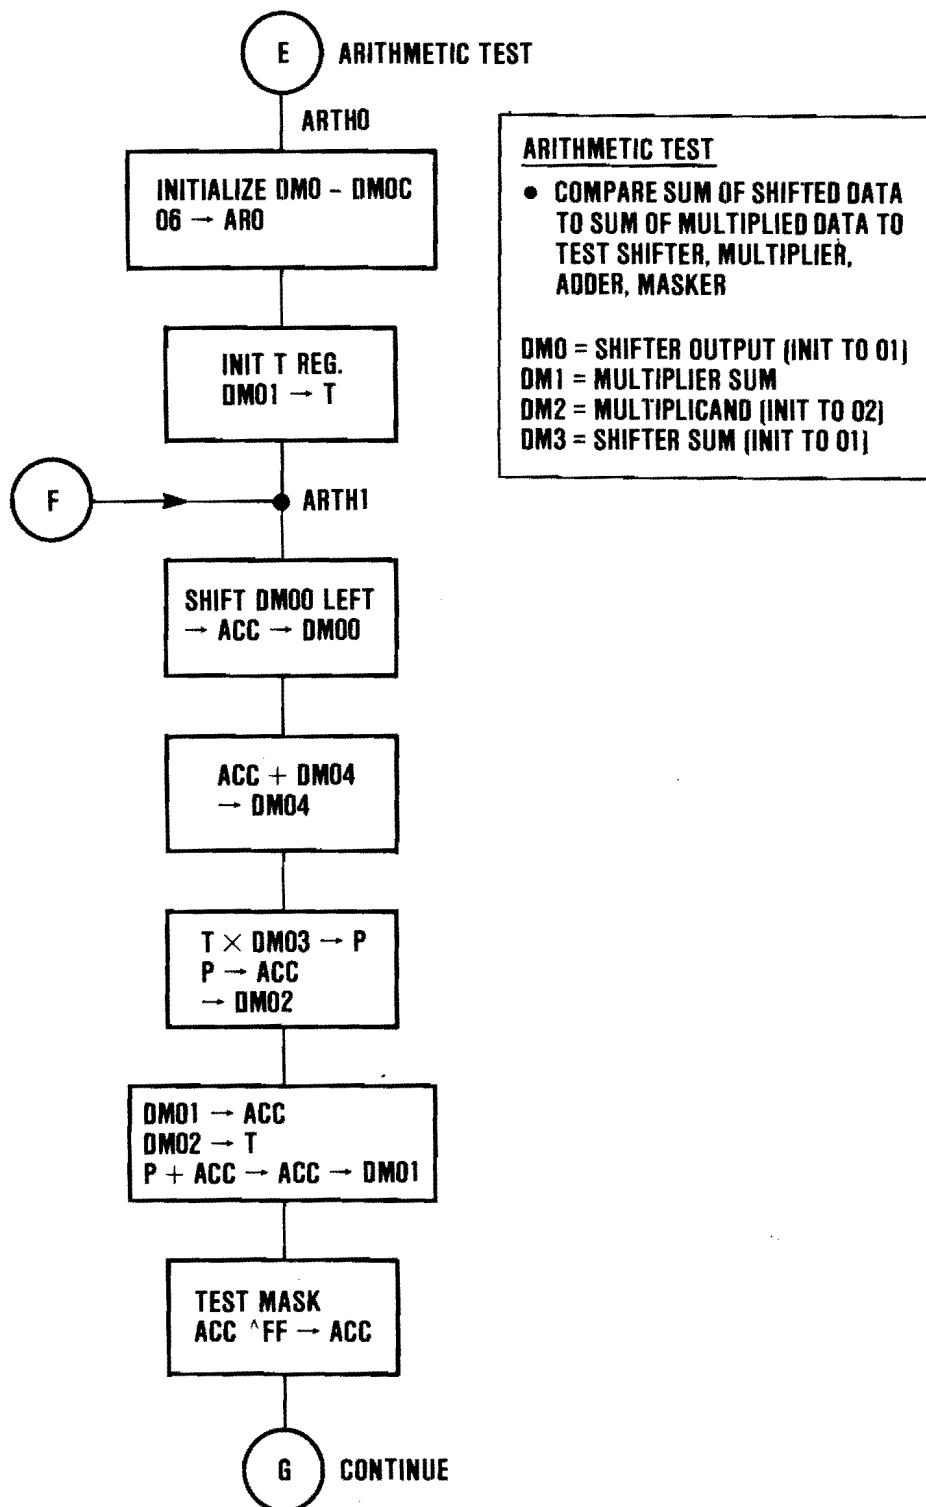 E ARITHMETIC TEST
ARTH0
INITIALIZE DM0 - DM0C
06 → AR0
INIT T REG.
DM01 → T
F
ARTH1
SHIFT DM00 LEFT
→ ACC → DM00
ACC + DM04
→ DM04
T × DM03 → P
P → ACC
→ DM02
DM01 → ACC
DM02 → T
P + ACC → ACC → DM01
TEST MASK
ACC ^FF → ACC
G CONTINUE
ARITHMETIC TEST
● COMPARE SUM OF SHIFTED DATA
TO SUM OF MULTIPLIED DATA TO
TEST SHIFTER, MULTIPLIER,
ADDER, MASKER
DM0 = SHIFTER OUTPUT (INIT TO 01)
DM1 = MULTIPLIER SUM
DM2 = MULTIPLICAND (INIT TO 02)
DM3 = SHIFTER SUM (INIT TO 01)